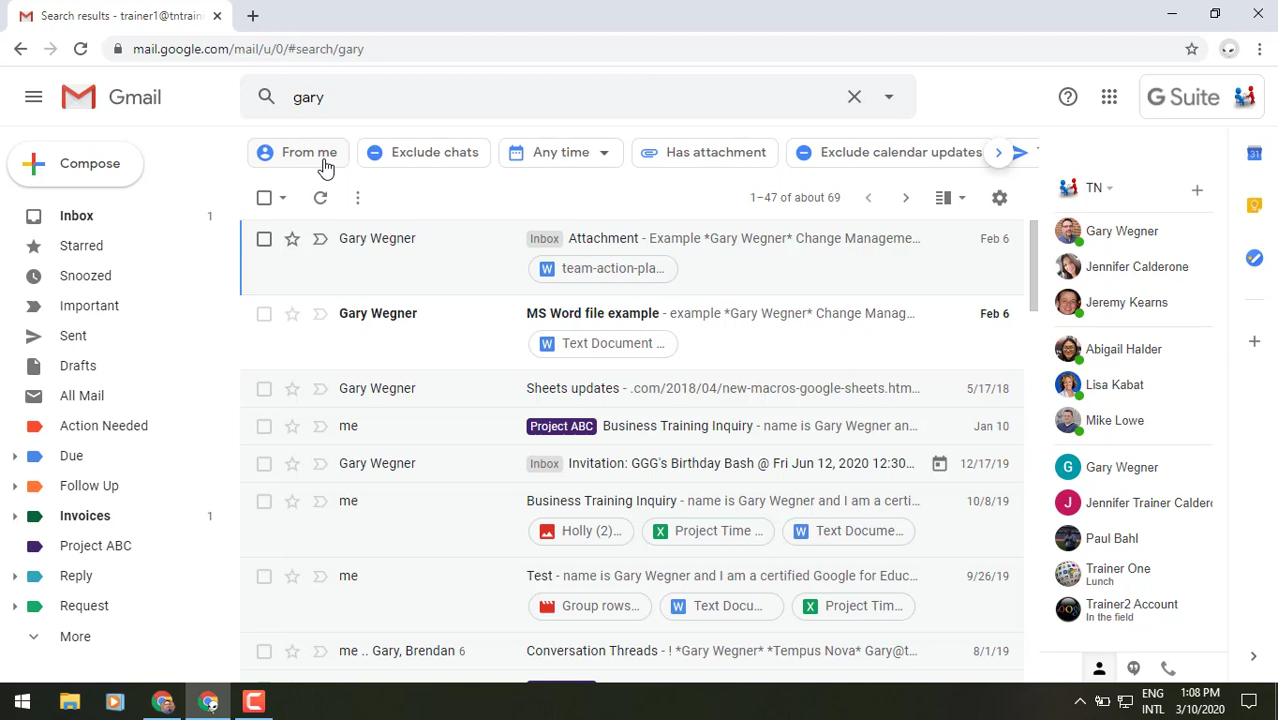 Search results - trainer1@tntrain
mail.google.com/mail/u/0/#search/gary
Gmail
gary
G Suite
Compose
Inbox 1
Starred
Snoozed
Important
Sent
Drafts
All Mail
Action Needed
Due
Follow Up
Invoices 1
Project ABC
Reply
Request
More
From me
Exclude chats
Any time
Has attachment
Exclude calendar updates
1–47 of about 69
Gary Wegner Inbox Attachment - Example *Gary Wegner* Change Manageme... Feb 6
W team-action-pla...
Gary Wegner MS Word file example - example *Gary Wegner* Change Manag... Feb 6
W Text Document ...
Gary Wegner Sheets updates - .com/2018/04/new-macros-google-sheets.htm... 5/17/18
me Project ABC Business Training Inquiry - name is Gary Wegner an... Jan 10
Gary Wegner Inbox Invitation: GGG's Birthday Bash @ Fri Jun 12, 2020 12:30... 12/17/19
me Business Training Inquiry - name is Gary Wegner and I am a certi... 10/8/19
Holly (2)... X Project Time ... W Text Docume...
me Test - name is Gary Wegner and I am a certified Google for Educ... 9/26/19
Group rows... W Text Docu... X Project Tim...
me .. Gary, Brendan 6 Conversation Threads - ! *Gary Wegner* *Tempus Nova* Gary@t... 8/1/19
TN
Gary Wegner
Jennifer Calderone
Jeremy Kearns
Abigail Halder
Lisa Kabat
Mike Lowe
G Gary Wegner
J Jennifer Trainer Calderc
Paul Bahl
Trainer One
Lunch
Trainer2 Account
In the field
31
ENG
INTL
1:08 PM
3/10/2020